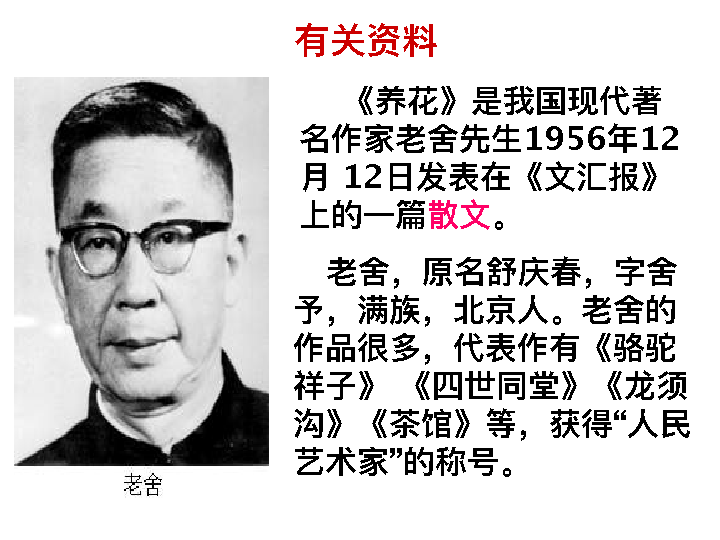 有关资料
《养花》是我国现代著
名作家老舍先生1956年12
月 12日发表在《文汇报》
上的一篇散文。
老舍，原名舒庆春，字舍
予，满族，北京人。老舍的
作品很多，代表作有《骆驼
祥子》 《四世同堂》《龙须
沟》《茶馆》等，获得“人民
艺术家”的称号。
老舍